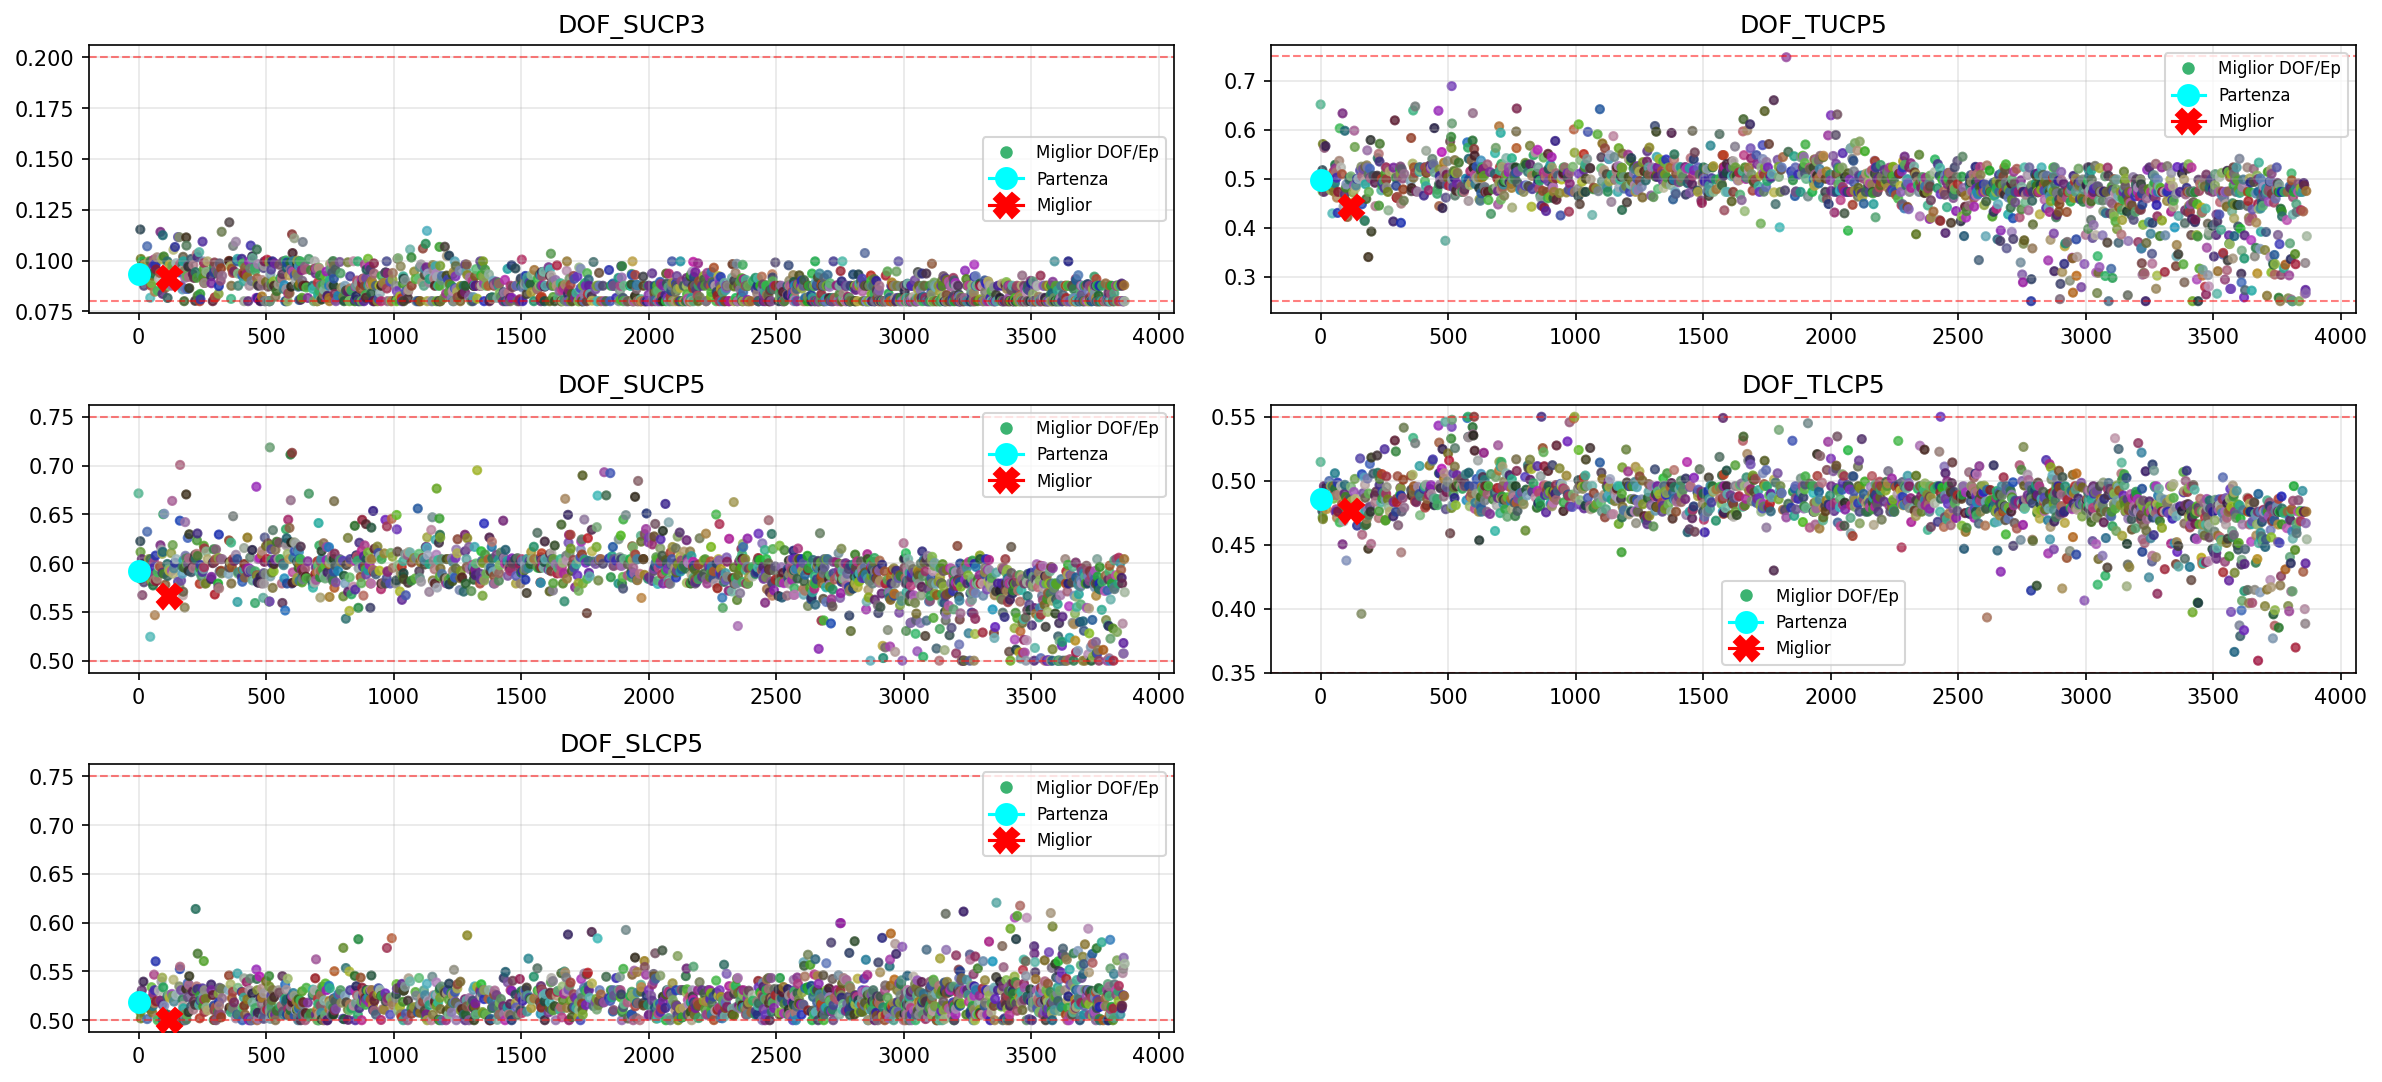 DOF_SUCP3
0.200
0.175
0.150
0.125
0.100
0.075
Miglior DOF/Ep
Partenza
Miglior
0 500 1000 1500 2000 2500 3000 3500 4000
DOF_TUCP5
0.7
0.6
0.5
0.4
0.3
Miglior DOF/Ep
Partenza
Miglior
0 500 1000 1500 2000 2500 3000 3500 4000
DOF_SUCP5
0.75
0.70
0.65
0.60
0.55
0.50
Miglior DOF/Ep
Partenza
Miglior
0 500 1000 1500 2000 2500 3000 3500 4000
DOF_TLCP5
0.55
0.50
0.45
0.40
0.35
Miglior DOF/Ep
Partenza
Miglior
0 500 1000 1500 2000 2500 3000 3500 4000
DOF_SLCP5
0.75
0.70
0.65
0.60
0.55
0.50
Miglior DOF/Ep
Partenza
Miglior
0 500 1000 1500 2000 2500 3000 3500 4000